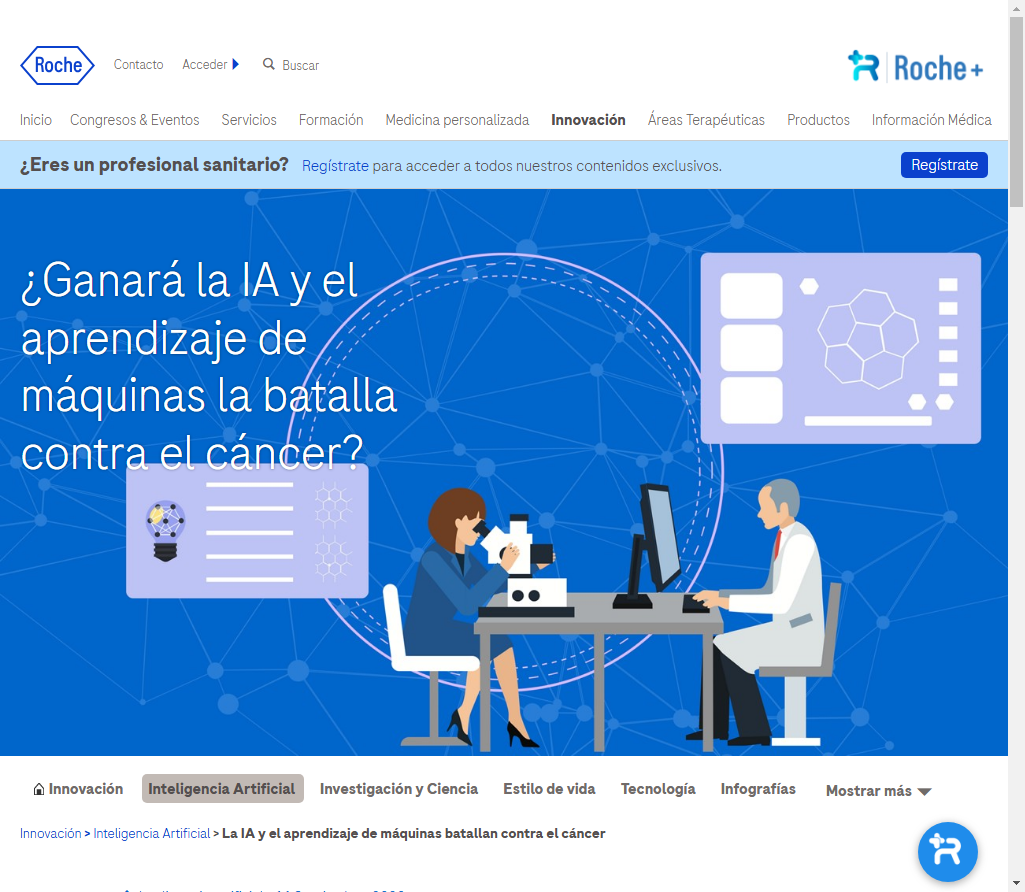 Roche
Contacto
Acceder
Buscar
Roche+
Inicio
Congresos & Eventos
Servicios
Formación
Medicina personalizada
Innovación
Áreas Terapéuticas
Productos
Información Médica
¿Eres un profesional sanitario?
Regístrate para acceder a todos nuestros contenidos exclusivos.
Regístrate
¿Ganará la IA y el
aprendizaje de
máquinas la batalla
contra el cáncer?
Innovación
Inteligencia Artificial
Investigación y Ciencia
Estilo de vida
Tecnología
Infografías
Mostrar más
Innovación > Inteligencia Artificial > La IA y el aprendizaje de máquinas batallan contra el cáncer